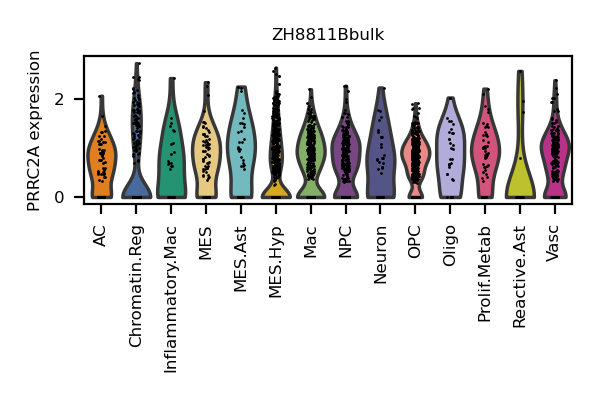 ZH8811Bbulk
PRRC2A expression
2
0
AC
Chromatin.Reg
Inflammatory.Mac
MES
MES.Ast
MES.Hyp
Mac
NPC
Neuron
OPC
Oligo
Prolif.Metab
Reactive.Ast
Vasc